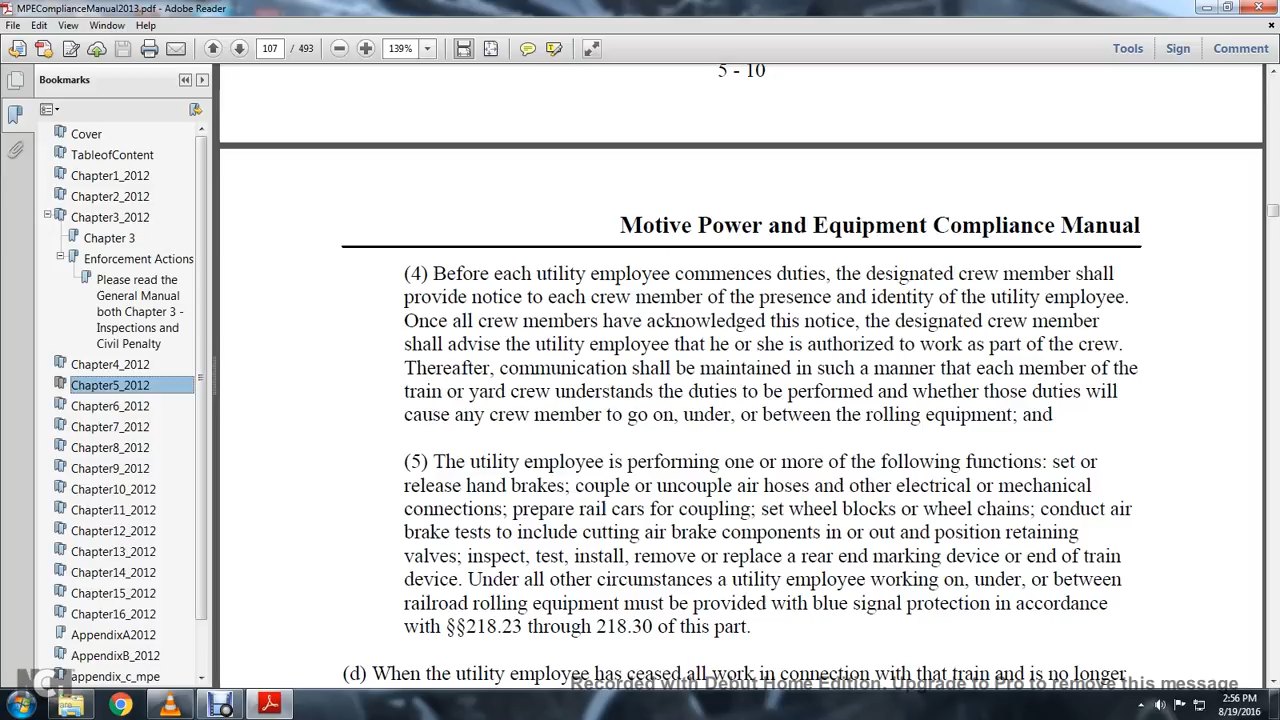 MPEComplianceManual2013.pdf - Adobe Reader
File Edit View Window Help
107 / 493 139% Tools Sign Comment
Bookmarks
Cover
TableofContent
Chapter1_2012
Chapter2_2012
Chapter3_2012
Chapter 3
Enforcement Actions
Please read the
General Manual
both Chapter 3 -
Inspections and
Civil Penalty
Chapter4_2012
Chapter5_2012
Chapter6_2012
Chapter7_2012
Chapter8_2012
Chapter9_2012
Chapter10_2012
Chapter11_2012
Chapter12_2012
Chapter13_2012
Chapter14_2012
Chapter15_2012
Chapter16_2012
AppendixA2012
AppendixB_2012
appendix_c_mpe
5 - 10
Motive Power and Equipment Compliance Manual
(4) Before each utility employee commences duties, the designated crew member shall
provide notice to each crew member of the presence and identity of the utility employee.
Once all crew members have acknowledged this notice, the designated crew member
shall advise the utility employee that he or she is authorized to work as part of the crew.
Thereafter, communication shall be maintained in such a manner that each member of the
train or yard crew understands the duties to be performed and whether those duties will
cause any crew member to go on, under, or between the rolling equipment; and
(5) The utility employee is performing one or more of the following functions: set or
release hand brakes; couple or uncouple air hoses and other electrical or mechanical
connections; prepare rail cars for coupling; set wheel blocks or wheel chains; conduct air
brake tests to include cutting air brake components in or out and position retaining
valves; inspect, test, install, remove or replace a rear end marking device or end of train
device. Under all other circumstances a utility employee working on, under, or between
railroad rolling equipment must be provided with blue signal protection in accordance
with §§218.23 through 218.30 of this part.
(d) When the utility employee has ceased all work in connection with that train and is no longer
Recorded with Debut Home Edition. Upgrade to Pro to remove this message
NCH
2:56 PM
8/19/2016